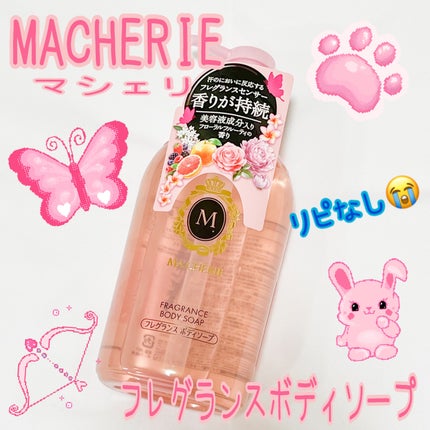 MACHERIE
マシェリ
汗のにおいに反応する
フレグランスセンサー
香りが持続
美容液成分入り
フローラルフルーティの
香り
リピなし😭
M
MACHERIE
FRAGRANCE
BODY SOAP
フレグランス ボディソープ
フレグランスボディソープ